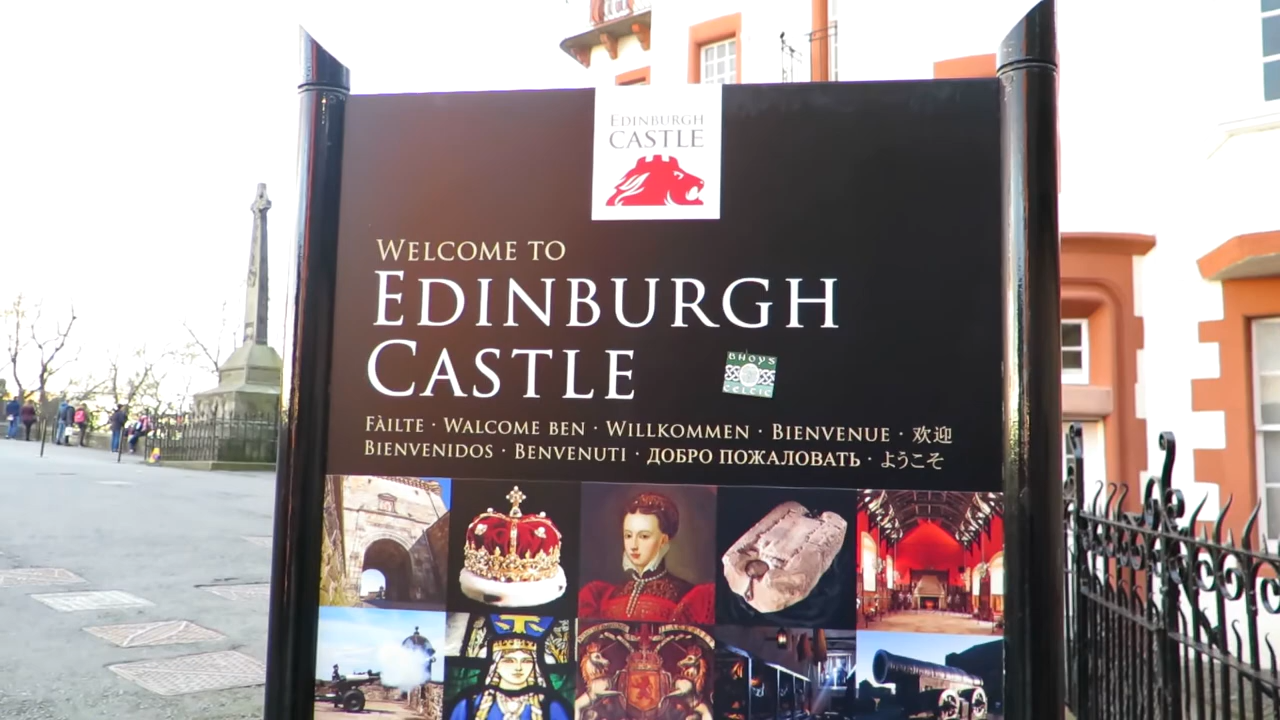 EDINBURGH
CASTLE
WELCOME TO
EDINBURGH
CASTLE
BHOYS
CELTIC
FÀILTE · WALCOME BEN · WILLKOMMEN · BIENVENUE · 欢迎
BIENVENIDOS · BENVENUTI · ДОБРО ПОЖАЛОВАТЬ · ようこそ